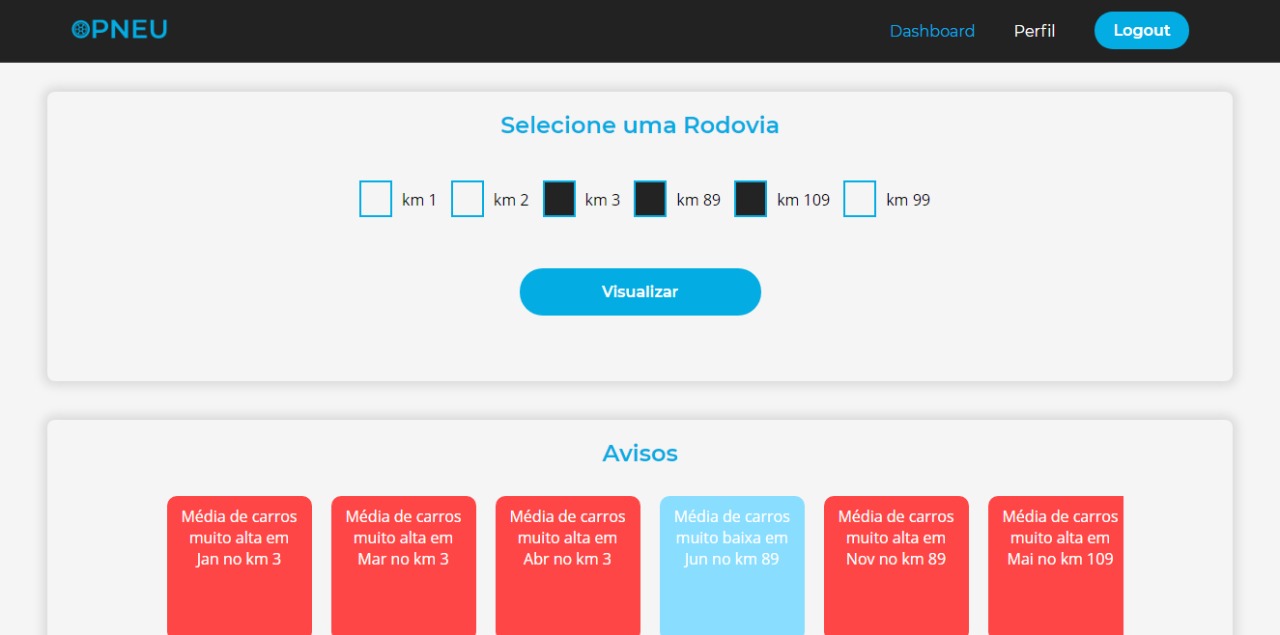 OPNEU
Dashboard
Perfil
Logout
Selecione uma Rodovia
km 1
km 2
km 3
km 89
km 109
km 99
Visualizar
Avisos
Média de carros
muito alta em
Jan no km 3
Média de carros
muito alta em
Mar no km 3
Média de carros
muito alta em
Abr no km 3
Média de carros
muito baixa em
Jun no km 89
Média de carros
muito alta em
Nov no km 89
Média de carros
muito alta em
Mai no km 109